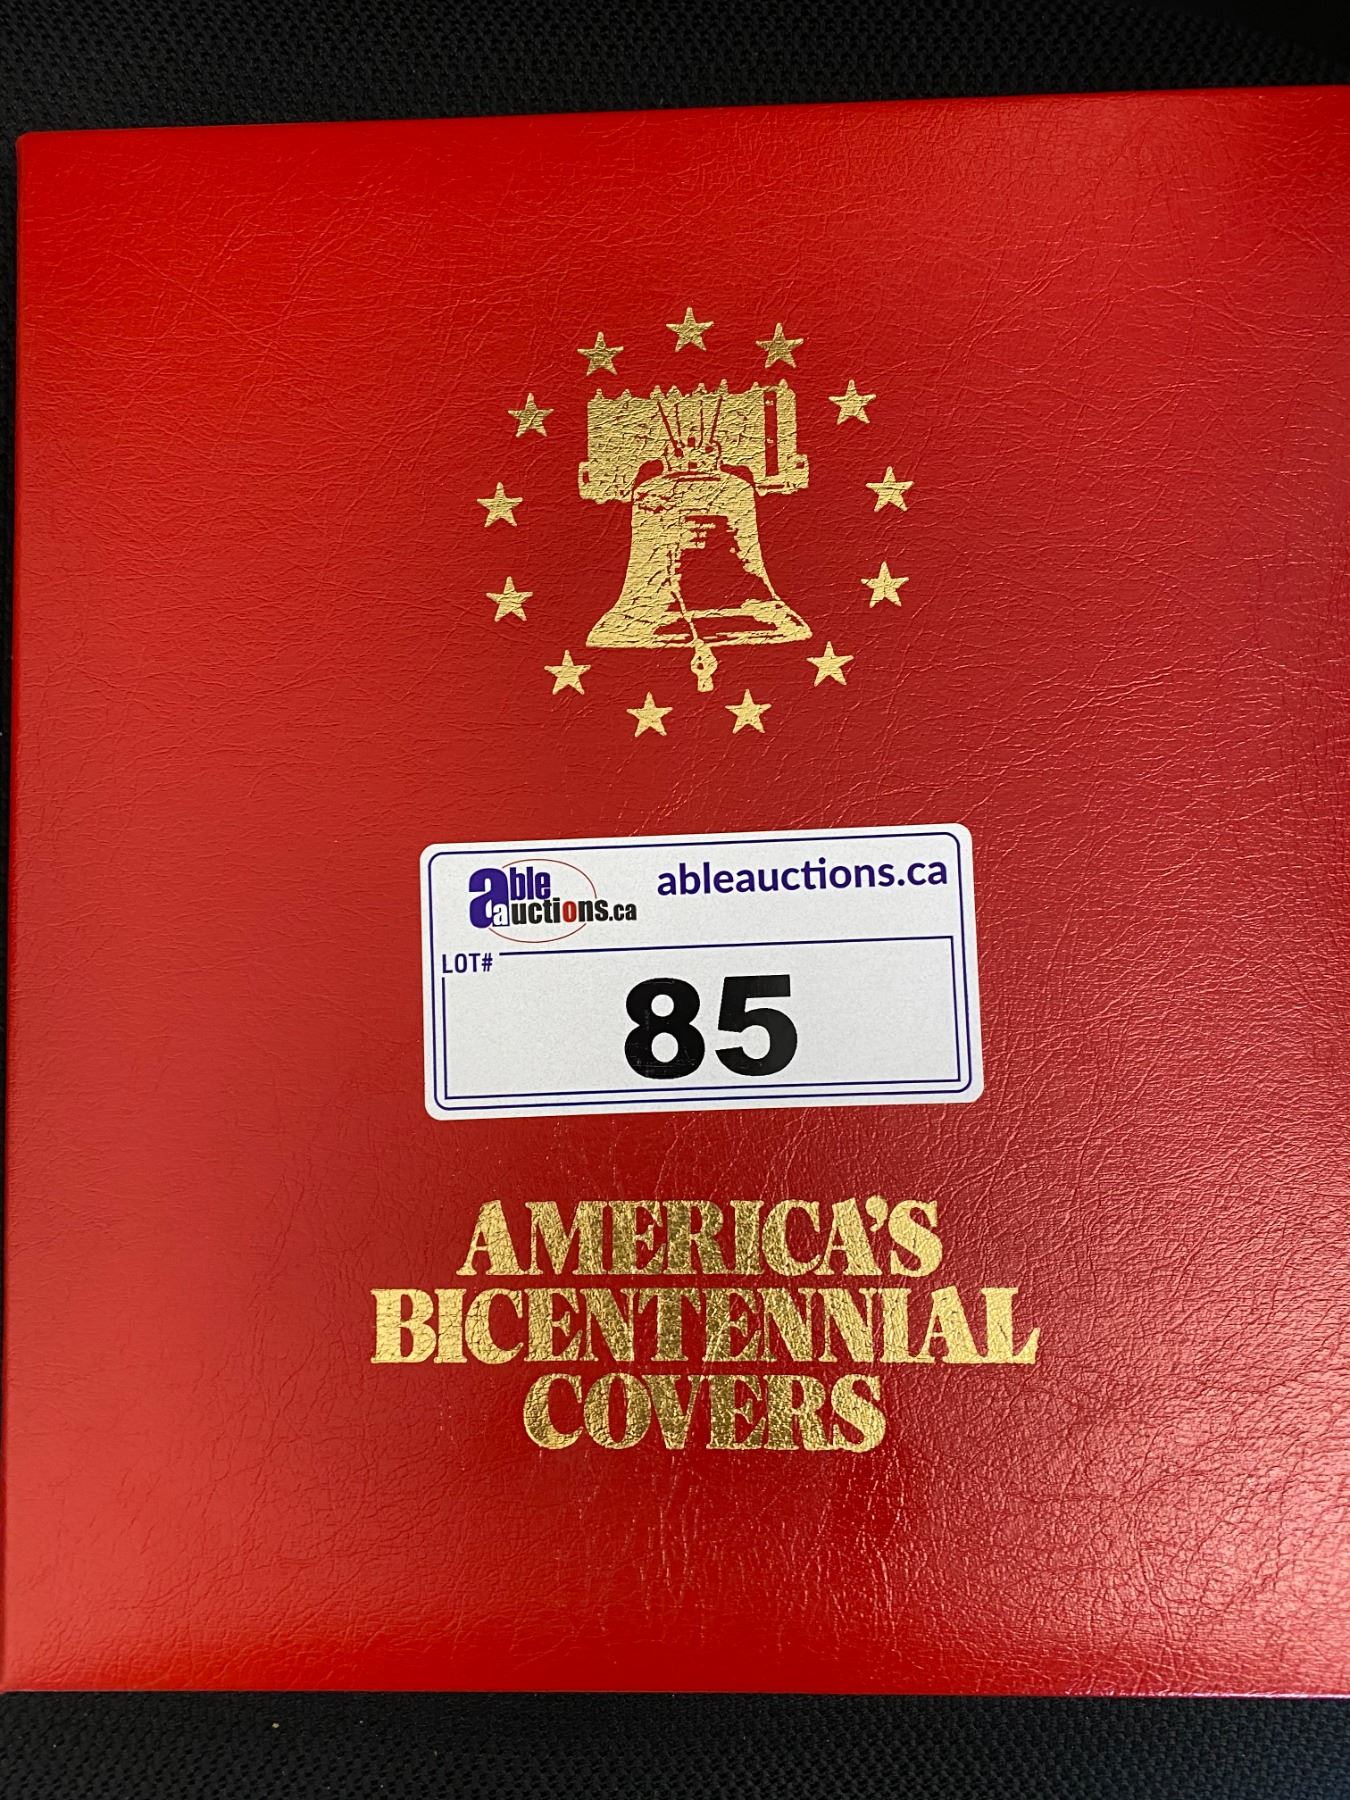 able
auctions.ca
ableauctions.ca
LOT#
85
AMERICA'S
BICENTENNIAL
COVERS